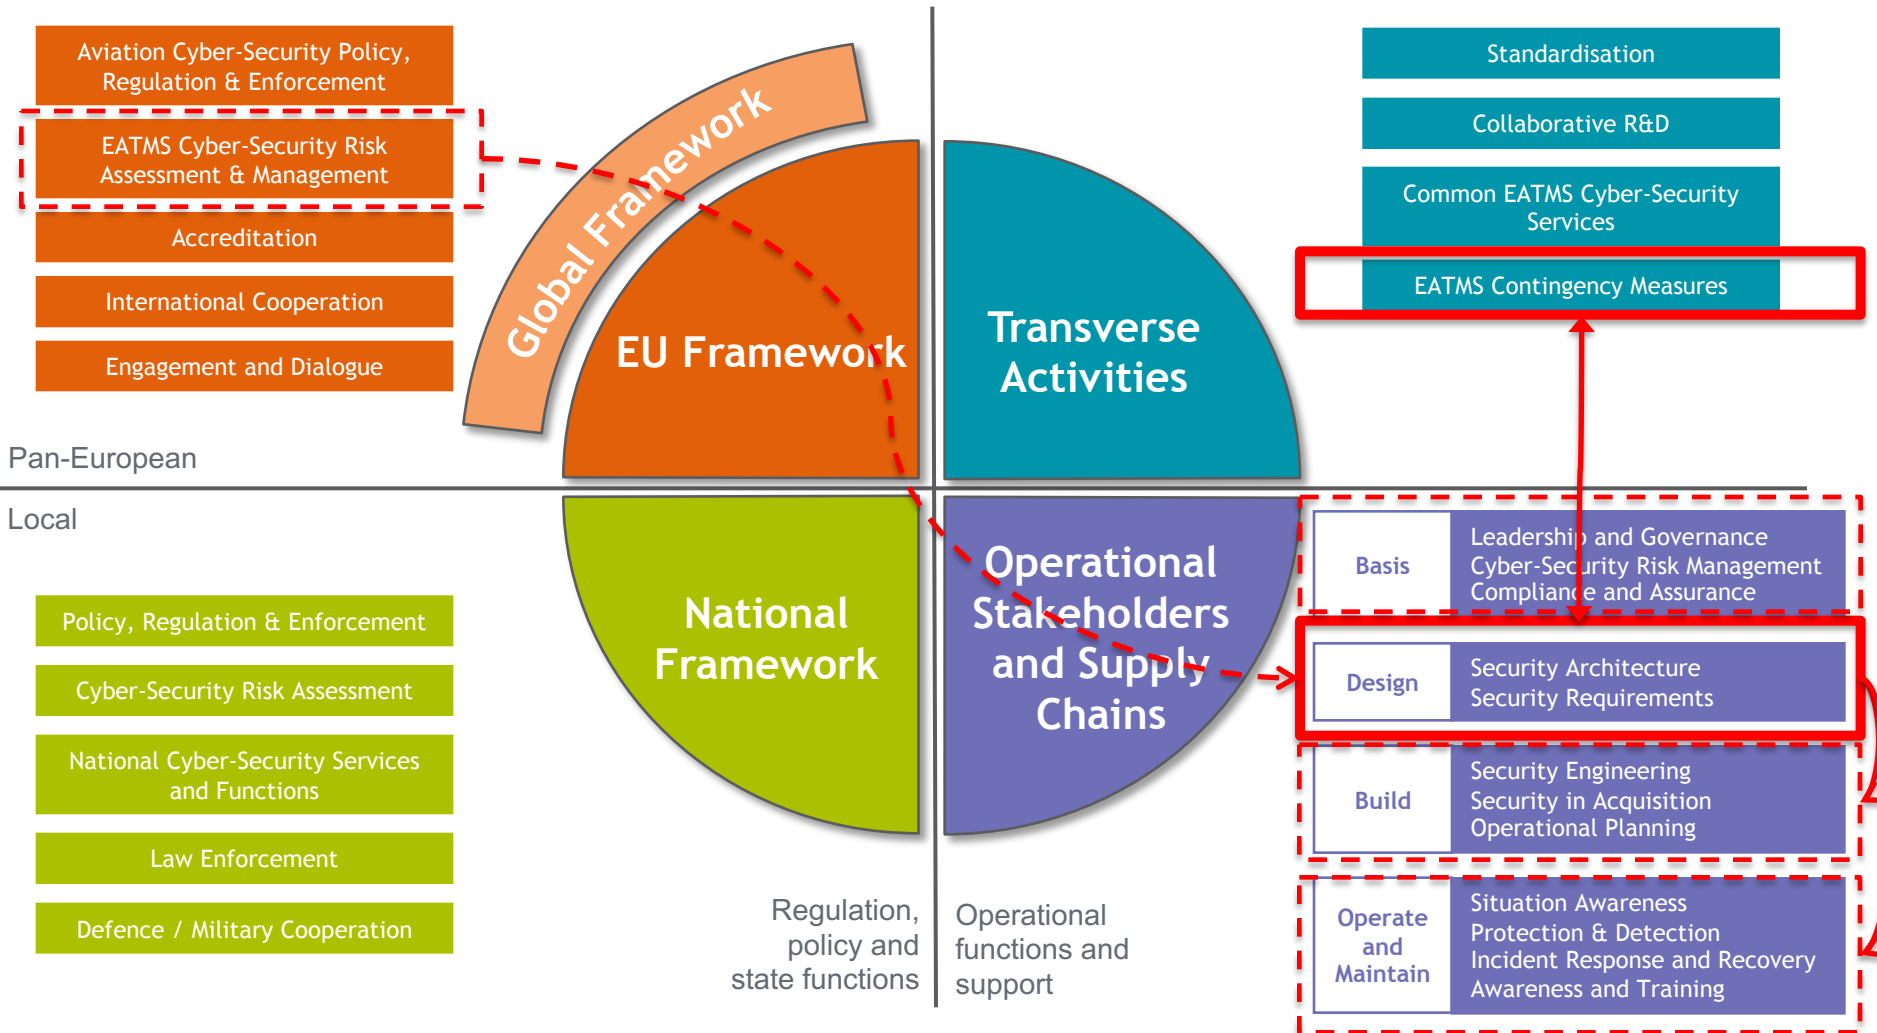 Aviation Cyber-Security Policy,
Regulation & Enforcement
EATMS Cyber-Security Risk
Assessment & Management
Accreditation
International Cooperation
Engagement and Dialogue
Global Framework
EU Framework
Transverse
Activities
Standardisation
Collaborative R&D
Common EATMS Cyber-Security
Services
EATMS Contingency Measures
Pan-European
Local
Policy, Regulation & Enforcement
Cyber-Security Risk Assessment
National Cyber-Security Services
and Functions
Law Enforcement
Defence / Military Cooperation
National
Framework
Operational
Stakeholders
and Supply
Chains
Basis
Leadership and Governance
Cyber-Security Risk Management
Compliance and Assurance
Design
Security Architecture
Security Requirements
Build
Security Engineering
Security in Acquisition
Operational Planning
Operate
and
Maintain
Situation Awareness
Protection & Detection
Incident Response and Recovery
Awareness and Training
Regulation,
policy and
state functions
Operational
functions and
support